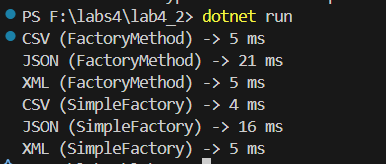 PS F:\labs4\lab4_2> dotnet run
CSV (FactoryMethod) -> 5 ms
JSON (FactoryMethod) -> 21 ms
XML (FactoryMethod) -> 5 ms
CSV (SimpleFactory) -> 4 ms
JSON (SimpleFactory) -> 16 ms
XML (SimpleFactory) -> 5 ms